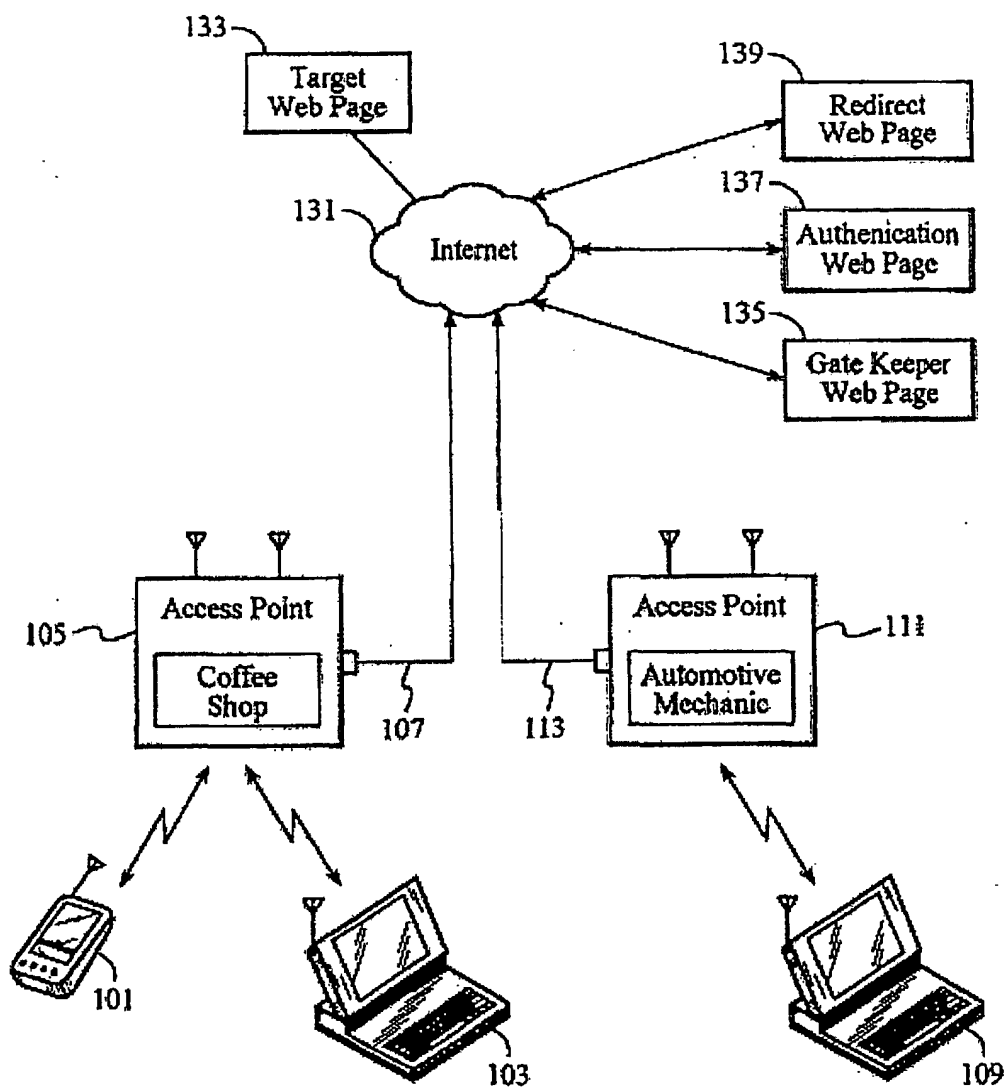 133
Target
Web Page
139
Redirect
Web Page
131
Internet
137
Authenication
Web Page
135
Gate Keeper
Web Page
Access Point
105
Coffee
Shop
107
Access Point
111
Automotive
Mechanic
113
101
103
109